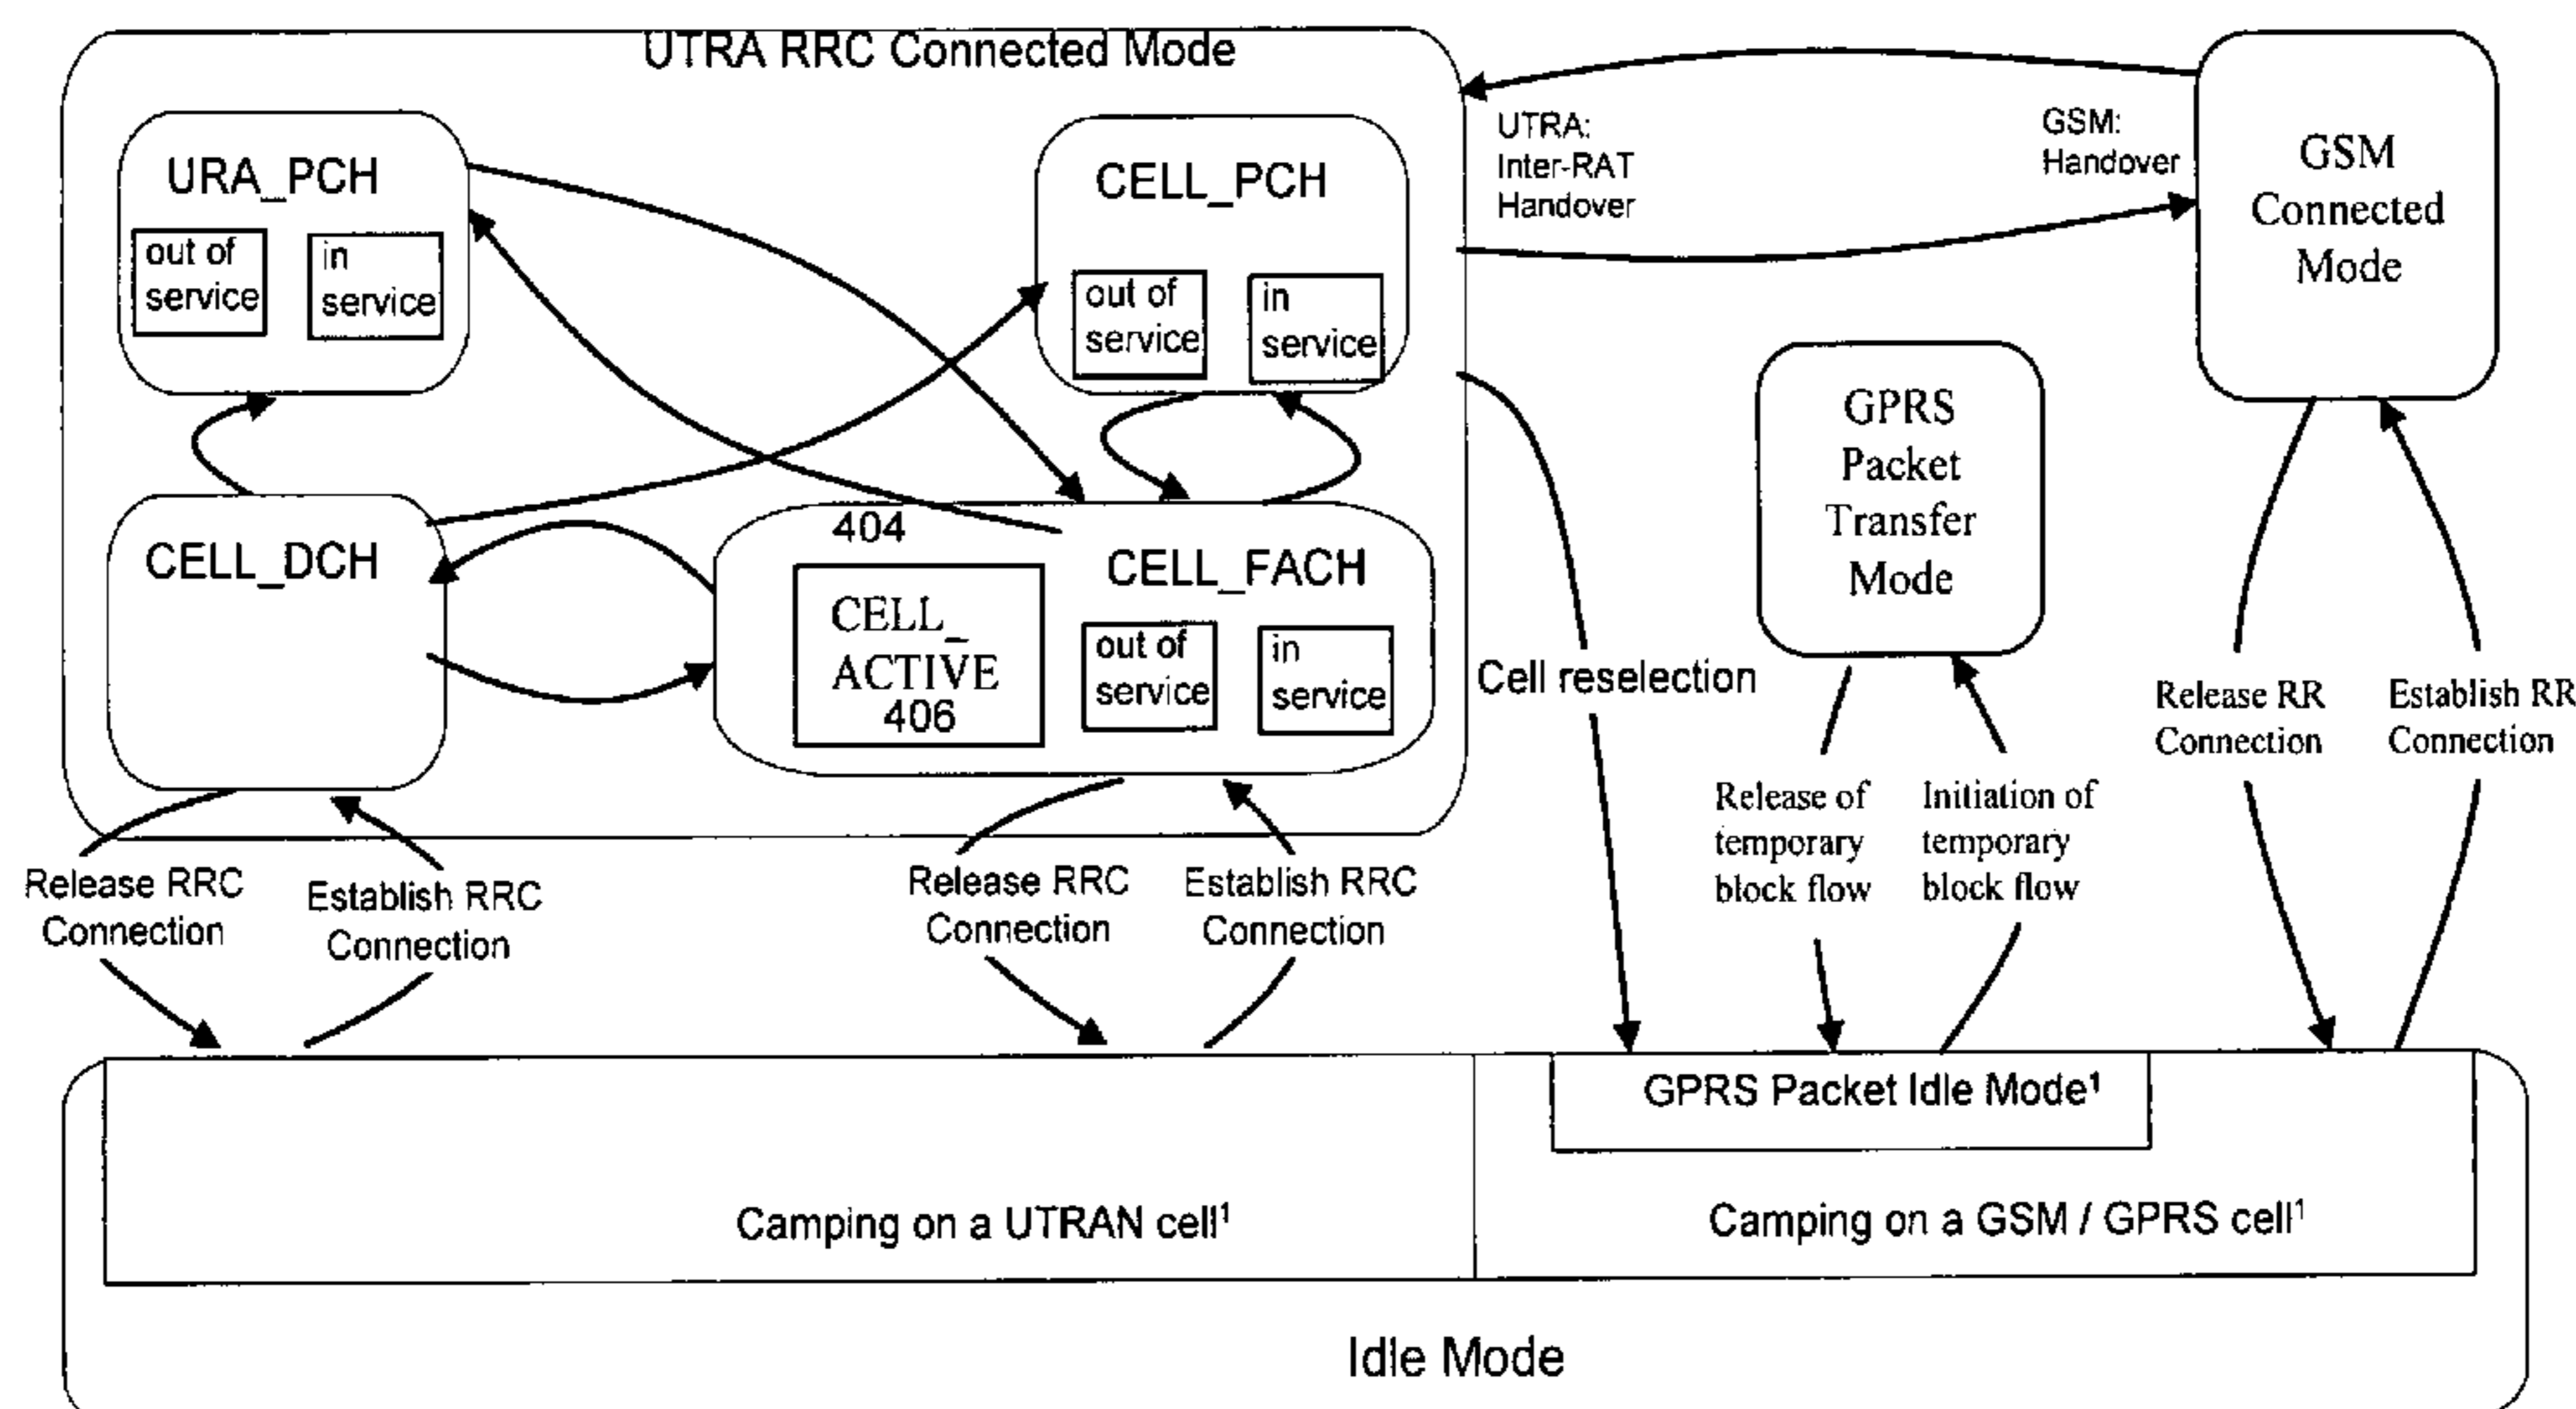 UTRA RRC Connected Mode
URA_PCH
out of
service
in
service
CELL_PCH
out of
service
in
service
UTRA:
Inter-RAT
Handover
GSM:
Handover
GSM
Connected
Mode
GPRS
Packet
Transfer
Mode
CELL_DCH
404
CELL_
ACTIVE
406
CELL_FACH
out of
service
in
service
Cell reselection
Release RR
Connection
Establish RR
Connection
Release of
temporary
block flow
Initiation of
temporary
block flow
Release RRC
Connection
Establish RRC
Connection
Release RRC
Connection
Establish RRC
Connection
GPRS Packet Idle Mode¹
Camping on a UTRAN cell¹
Camping on a GSM / GPRS cell¹
Idle Mode